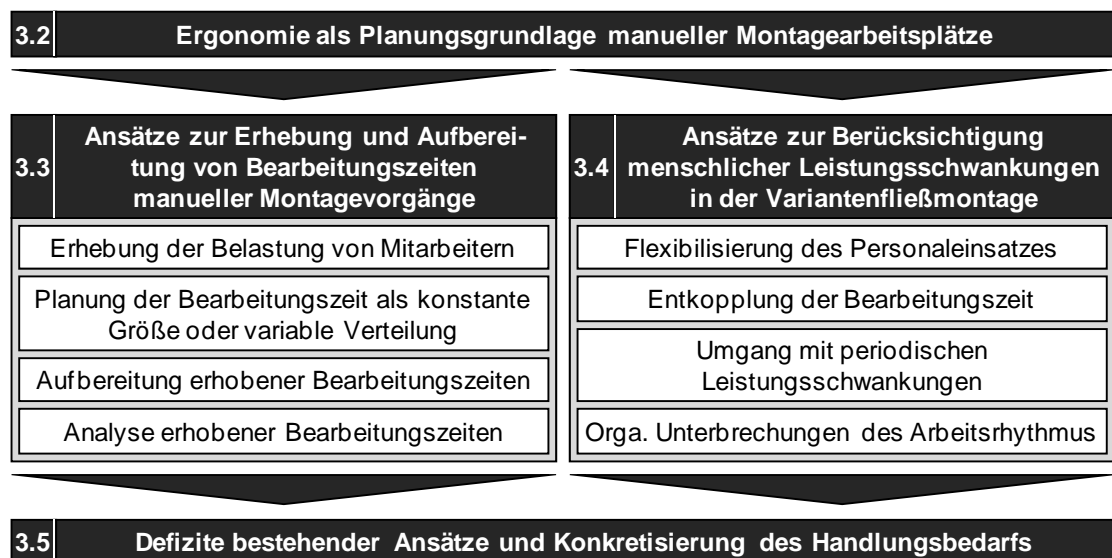 3.2 Ergonomie als Planungsgrundlage manueller Montagearbeitsplätze
3.3 Ansätze zur Erhebung und Aufberei-
tung von Bearbeitungszeiten
manueller Montagevorgänge
Erhebung der Belastung von Mitarbeitern
Planung der Bearbeitungszeit als konstante
Größe oder variable Verteilung
Aufbereitung erhobener Bearbeitungszeiten
Analyse erhobener Bearbeitungszeiten
3.4 Ansätze zur Berücksichtigung
menschlicher Leistungsschwankungen
in der Variantenfließmontage
Flexibilisierung des Personaleinsatzes
Entkopplung der Bearbeitungszeit
Umgang mit periodischen
Leistungsschwankungen
Orga. Unterbrechungen des Arbeitsrhythmus
3.5 Defizite bestehender Ansätze und Konkretisierung des Handlungsbedarfs